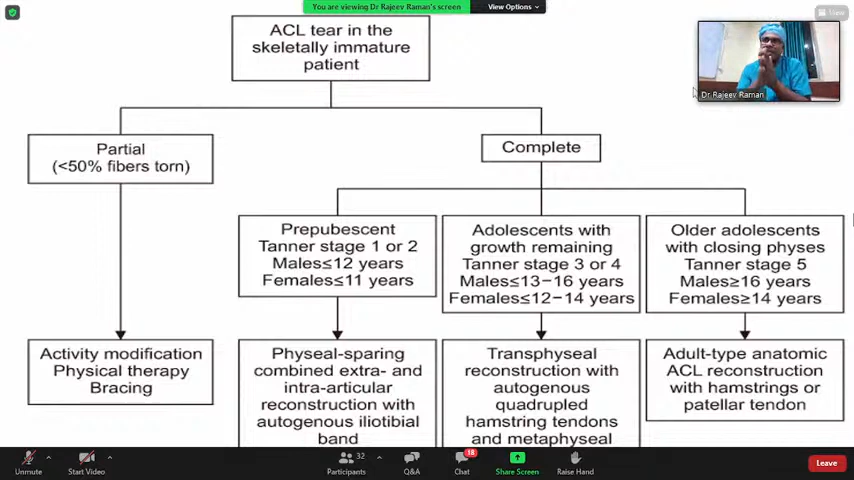 You are viewing Dr Rajeev Raman's screen
View Options
View
ACL tear in the
skeletally immature
patient
Dr Rajeev Raman
Partial
(<50% fibers torn)
Complete
Prepubescent
Tanner stage 1 or 2
Males≤12 years
Females≤11 years
Adolescents with
growth remaining
Tanner stage 3 or 4
Males≤13−16 years
Females≤12−14 years
Older adolescents
with closing physes
Tanner stage 5
Males≥16 years
Females≥14 years
Activity modification
Physical therapy
Bracing
Physeal-sparing
combined extra- and
intra-articular
reconstruction with
autogenous iliotibial
band
Transphyseal
reconstruction with
autogenous
quadrupled
hamstring tendons
and metaphyseal
Adult-type anatomic
ACL reconstruction
with hamstrings or
patellar tendon
Unmute
Start Video
Participants
32
Q&A
Chat
18
Share Screen
Raise Hand
Leave